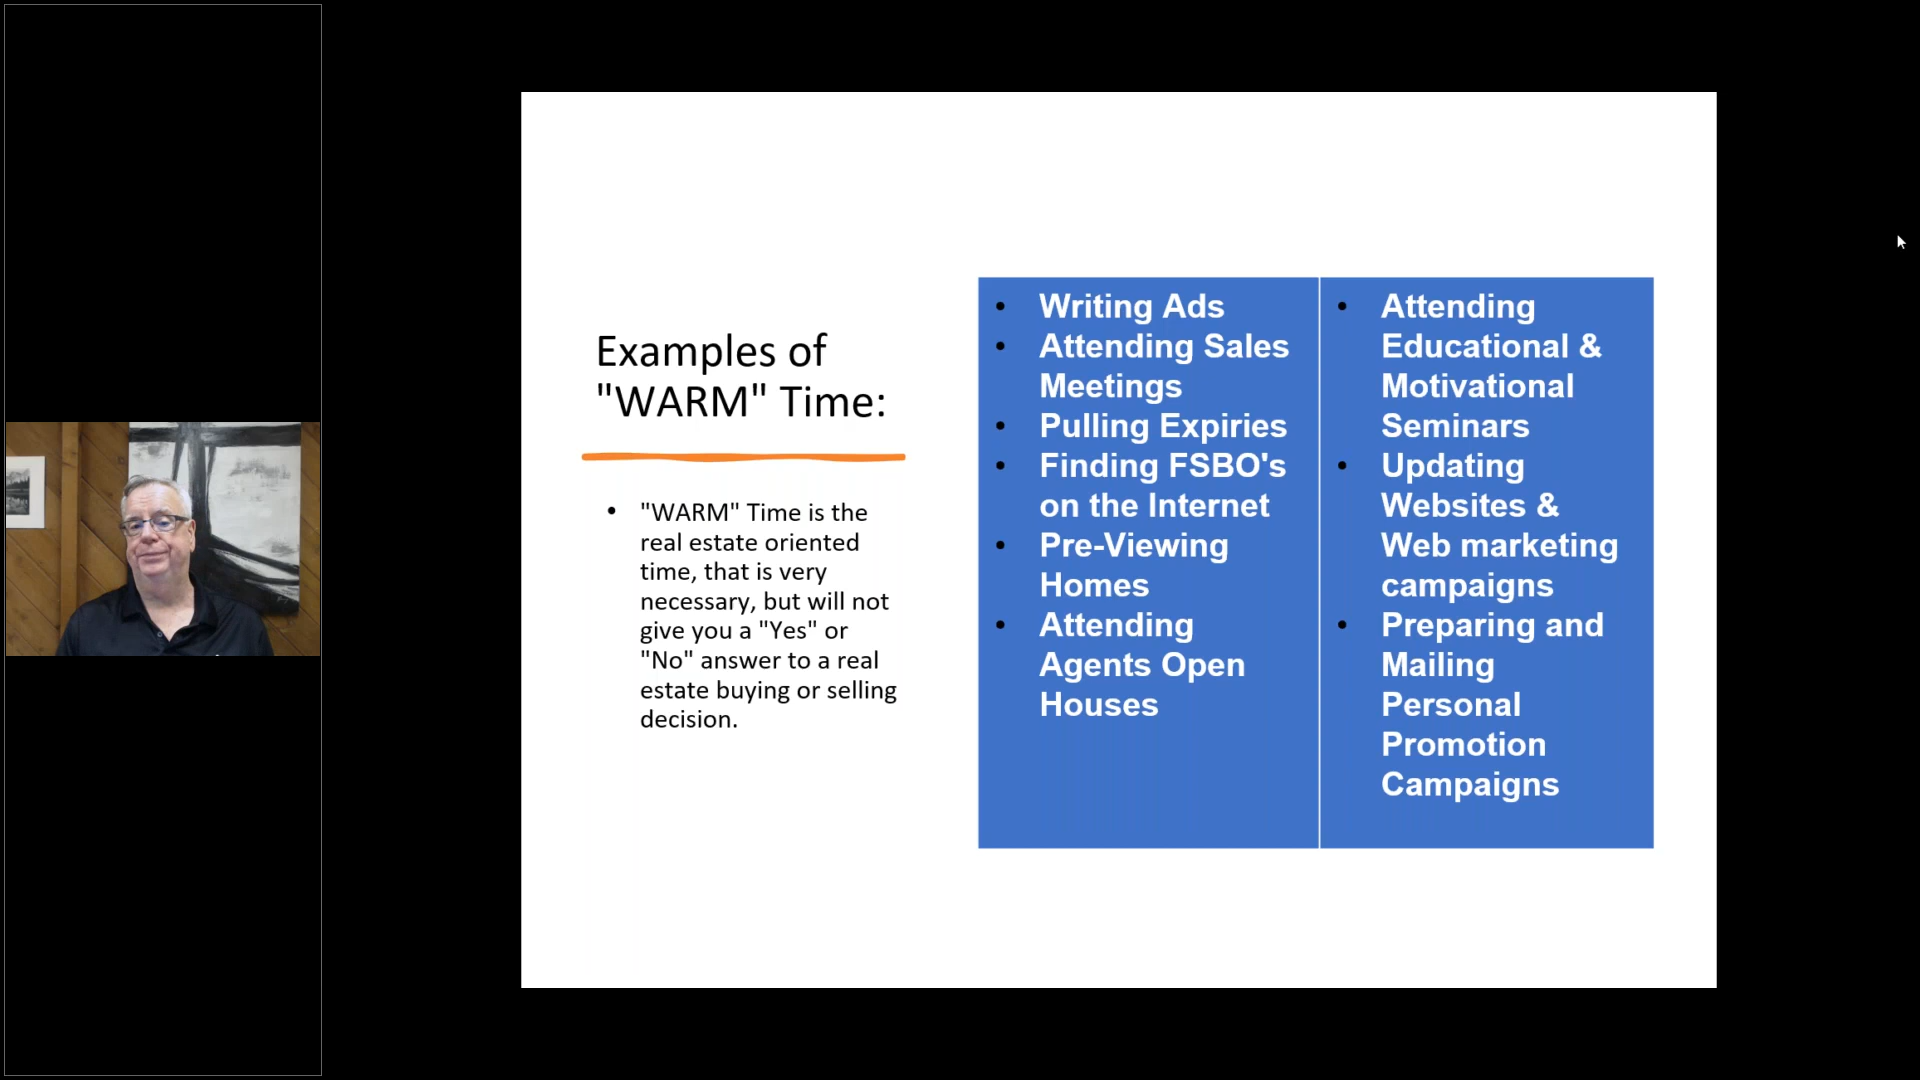 Examples of
"WARM" Time:
• "WARM" Time is the
real estate oriented
time, that is very
necessary, but will not
give you a "Yes" or
"No" answer to a real
estate buying or selling
decision.
• Writing Ads
• Attending Sales
Meetings
• Pulling Expiries
• Finding FSBO's
on the Internet
• Pre-Viewing
Homes
• Attending
Agents Open
Houses
• Attending
Educational &
Motivational
Seminars
• Updating
Websites &
Web marketing
campaigns
• Preparing and
Mailing
Personal
Promotion
Campaigns